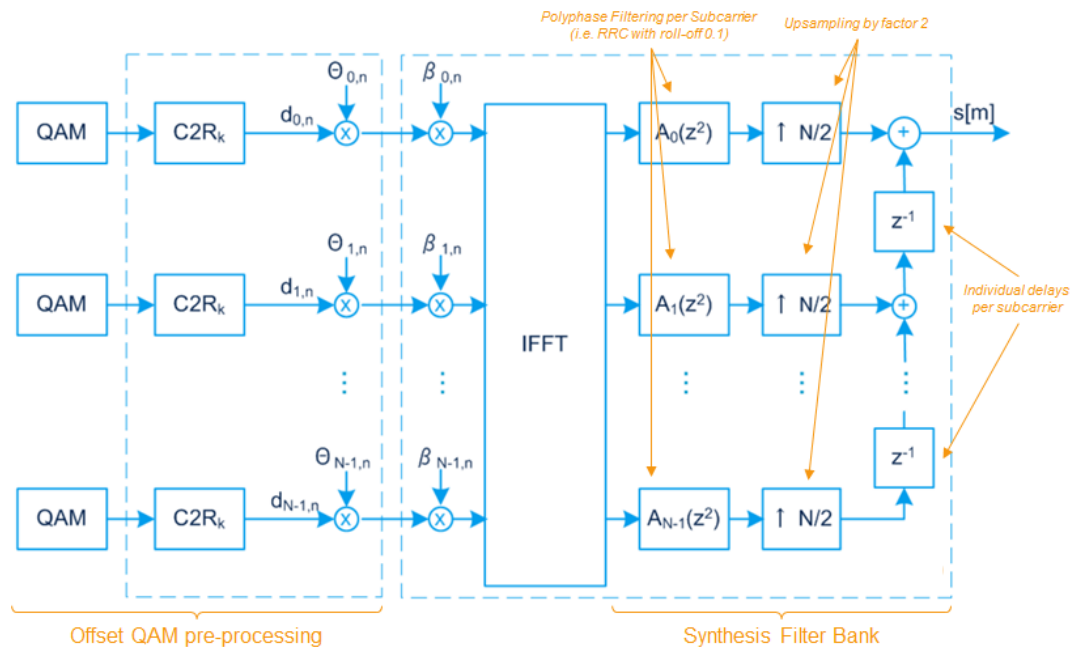 Polyphase Filtering per Subcarrier
(i.e. RRC with roll-off 0.1)
Upsampling by factor 2
Θ0,n
β0,n
QAM
C2Rk
d0,n
X
X
A0(z2)
↑ N/2
+
s[m]
z-1
Θ1,n
β1,n
QAM
C2Rk
d1,n
X
X
IFFT
A1(z2)
↑ N/2
+
Individual delays
per subcarrier
z-1
ΘN-1,n
βN-1,n
QAM
C2Rk
dN-1,n
X
X
AN-1(z2)
↑ N/2
Offset QAM pre-processing
Synthesis Filter Bank